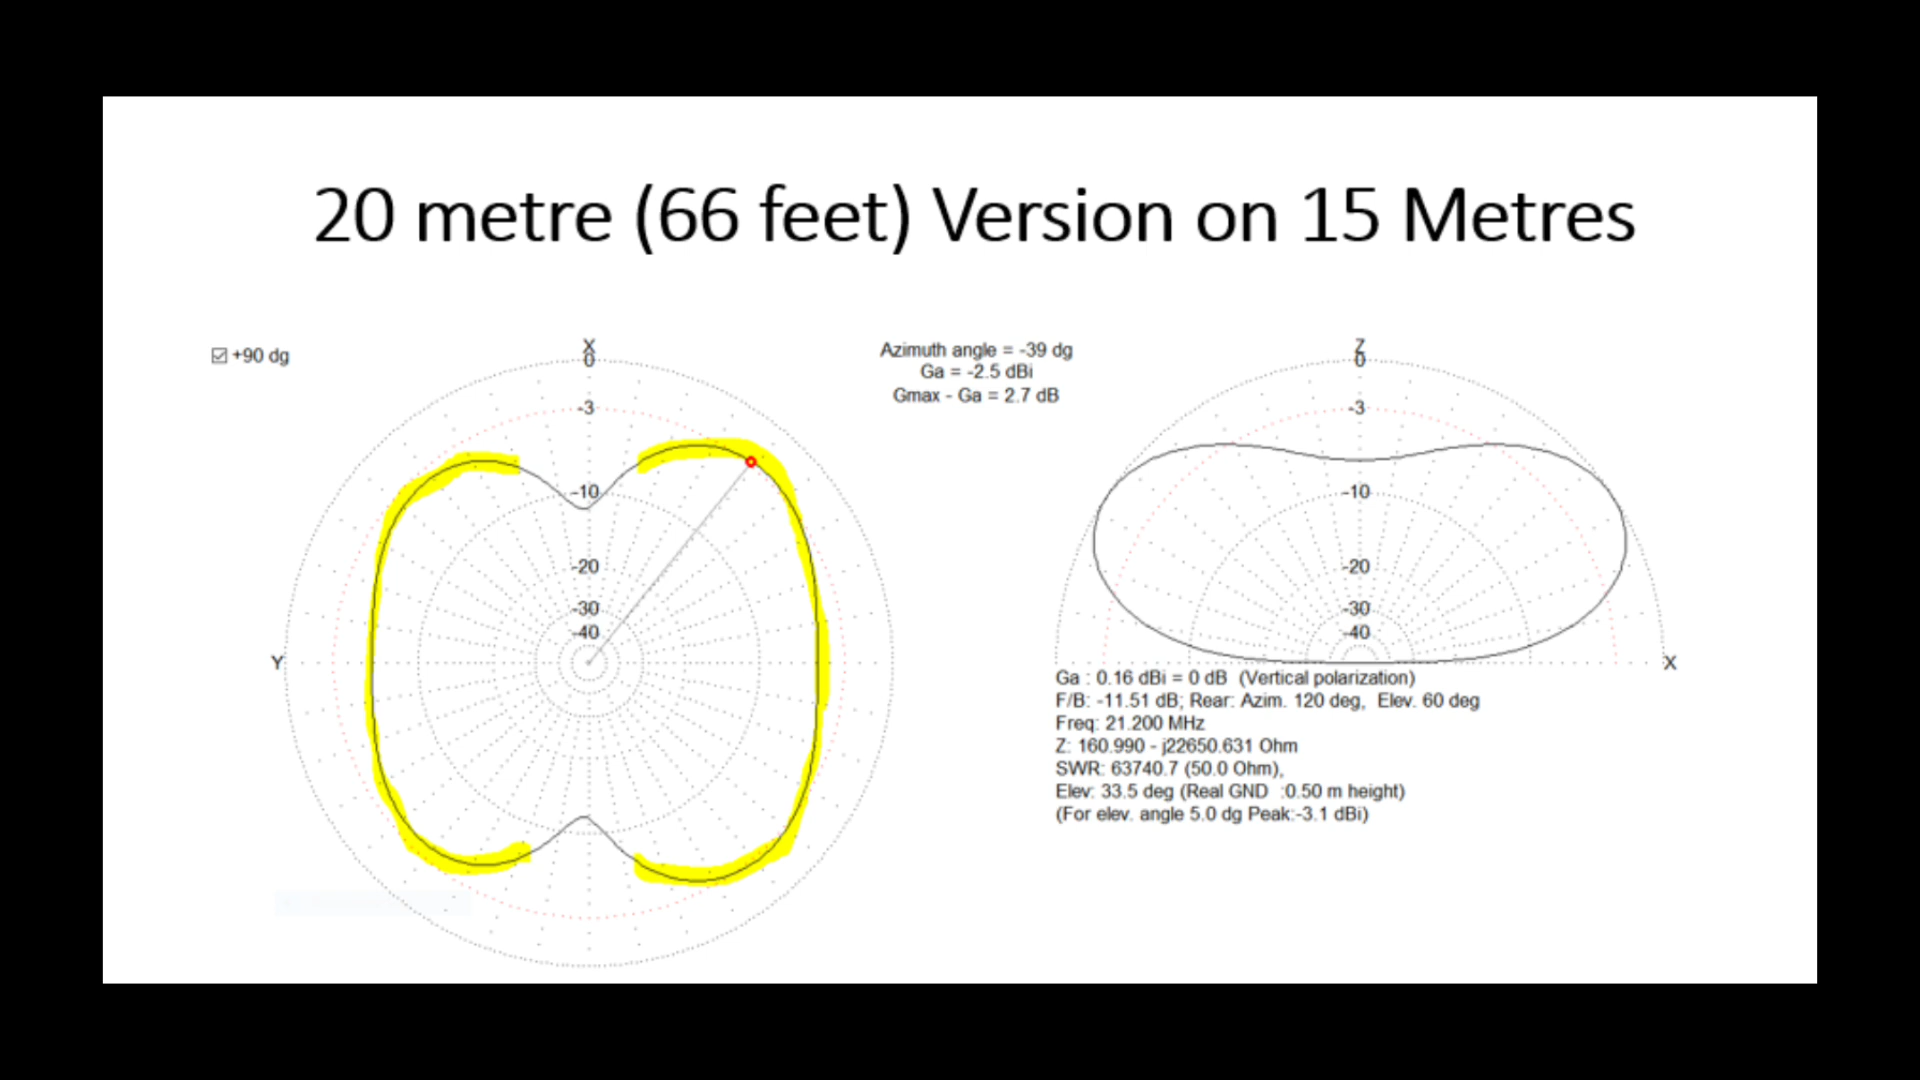 20 metre (66 feet) Version on 15 Metres
+90 dg
X
0
-3
-10
-20
-30
-40
Y
Azimuth angle = -39 dg
Ga = -2.5 dBi
Gmax - Ga = 2.7 dB
Z
0
-3
-10
-20
-30
-40
X
Ga : 0.16 dBi = 0 dB (Vertical polarization)
F/B: -11.51 dB; Rear: Azim. 120 deg, Elev. 60 deg
Freq: 21.200 MHz
Z: 160.990 - j22650.631 Ohm
SWR: 63740.7 (50.0 Ohm),
Elev: 33.5 deg (Real GND :0.50 m height)
(For elev. angle 5.0 dg Peak:-3.1 dBi)